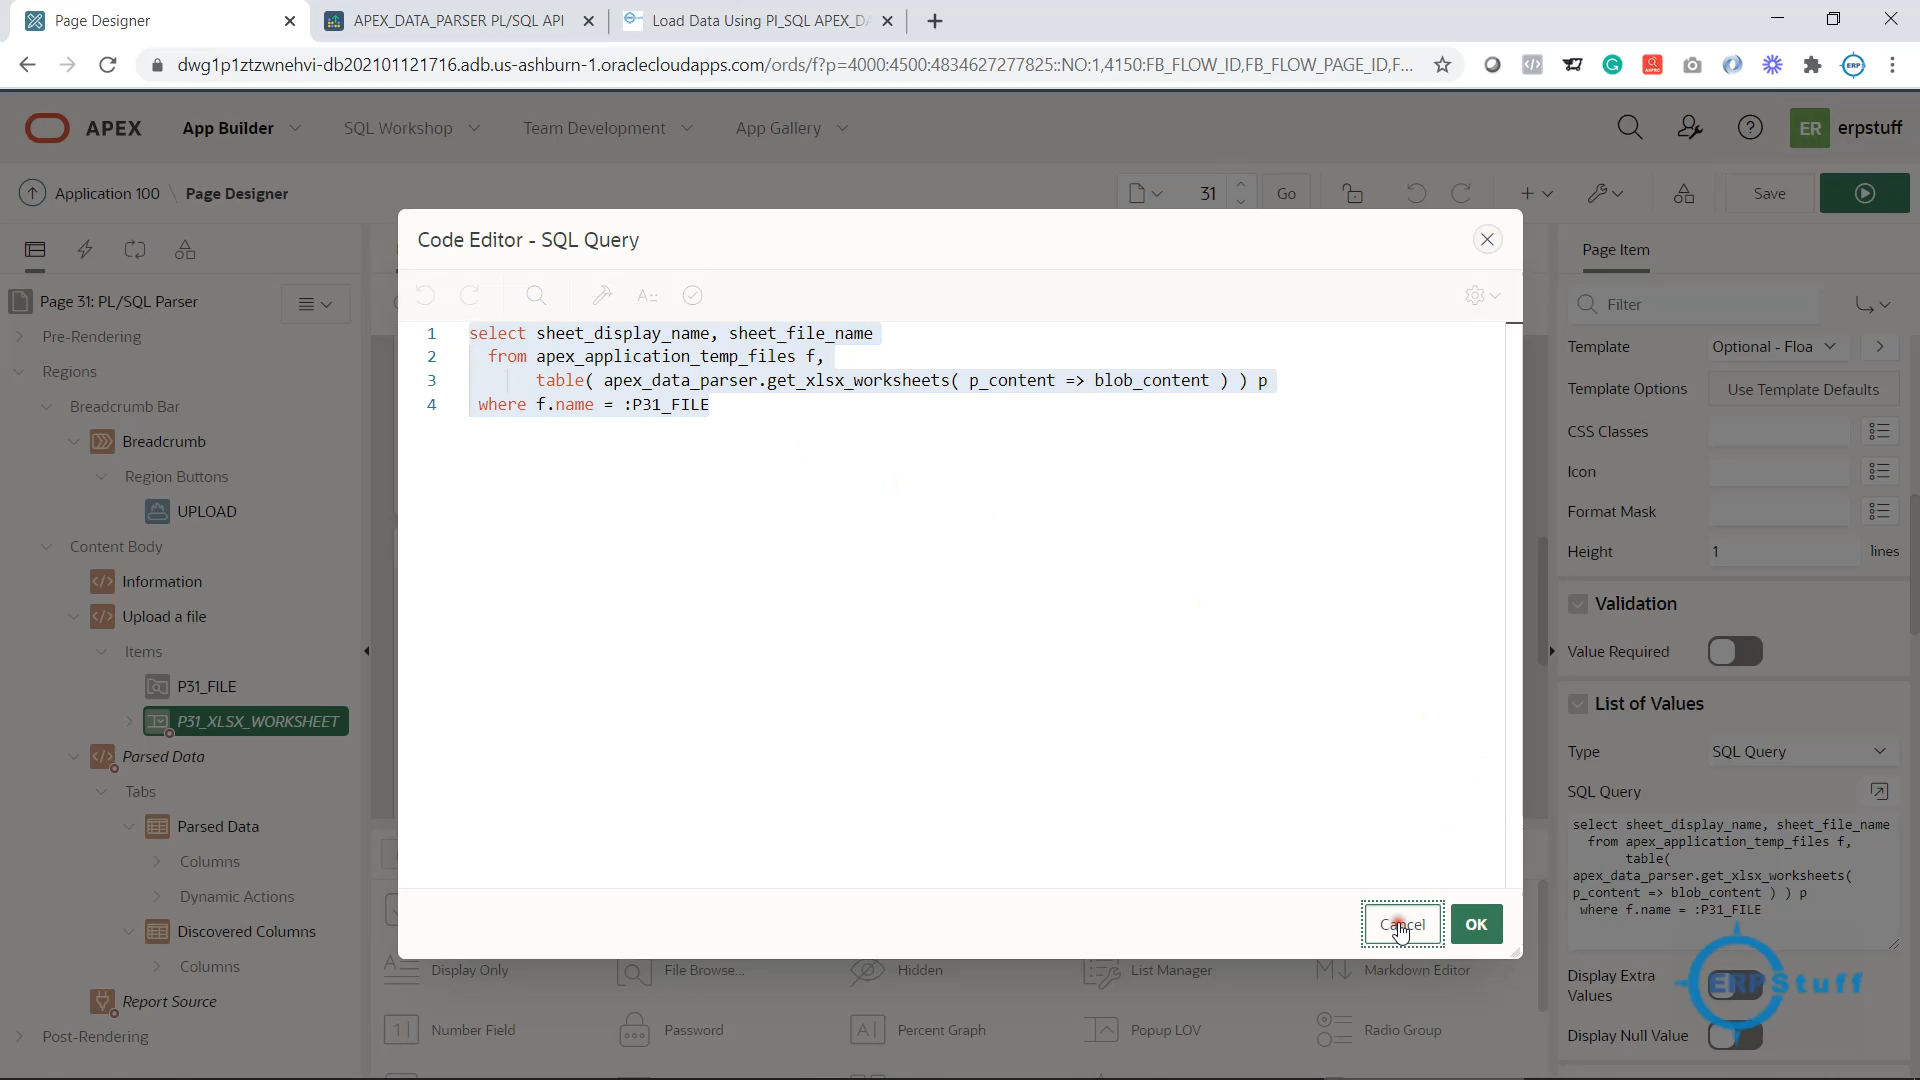 Page Designer
APEX_DATA_PARSER PL/SQL API
Load Data Using Pl_SQL APEX_DA
dwg1p1ztzwnehvi-db202101121716.adb.us-ashburn-1.oraclecloudapps.com/ords/f?p=4000:4500:4834627277825::NO:1,4150:FB_FLOW_ID,FB_FLOW_PAGE_ID,F...
APEX
App Builder
SQL Workshop
Team Development
App Gallery
ER
erpstuff
Application 100
\
Page Designer
31
Go
Save
Code Editor - SQL Query
Page 31: PL/SQL Parser
Pre-Rendering
Regions
Breadcrumb Bar
Breadcrumb
Region Buttons
UPLOAD
Content Body
Information
Upload a file
Items
P31_FILE
P31_XLSX_WORKSHEET
Parsed Data
Tabs
Parsed Data
Columns
Dynamic Actions
Discovered Columns
Columns
Report Source
Post-Rendering
1 select sheet_display_name, sheet_file_name
2 from apex_application_temp_files f,
3 table( apex_data_parser.get_xlsx_worksheets( p_content => blob_content ) ) p
4 where f.name = :P31_FILE
Cancel
OK
Display Only
File Browse...
Hidden
List Manager
Markdown Editor
Number Field
Password
Percent Graph
Popup LOV
Radio Group
Page Item
Filter
Template
Optional - Floa
Template Options
Use Template Defaults
CSS Classes
Icon
Format Mask
Height
1
lines
Validation
Value Required
List of Values
Type
SQL Query
SQL Query
select sheet_display_name, sheet_file_name
from apex_application_temp_files f,
table(
apex_data_parser.get_xlsx_worksheets(
p_content => blob_content ) ) p
where f.name = :P31_FILE
Display Extra
Values
Display Null Value
ERPStuff